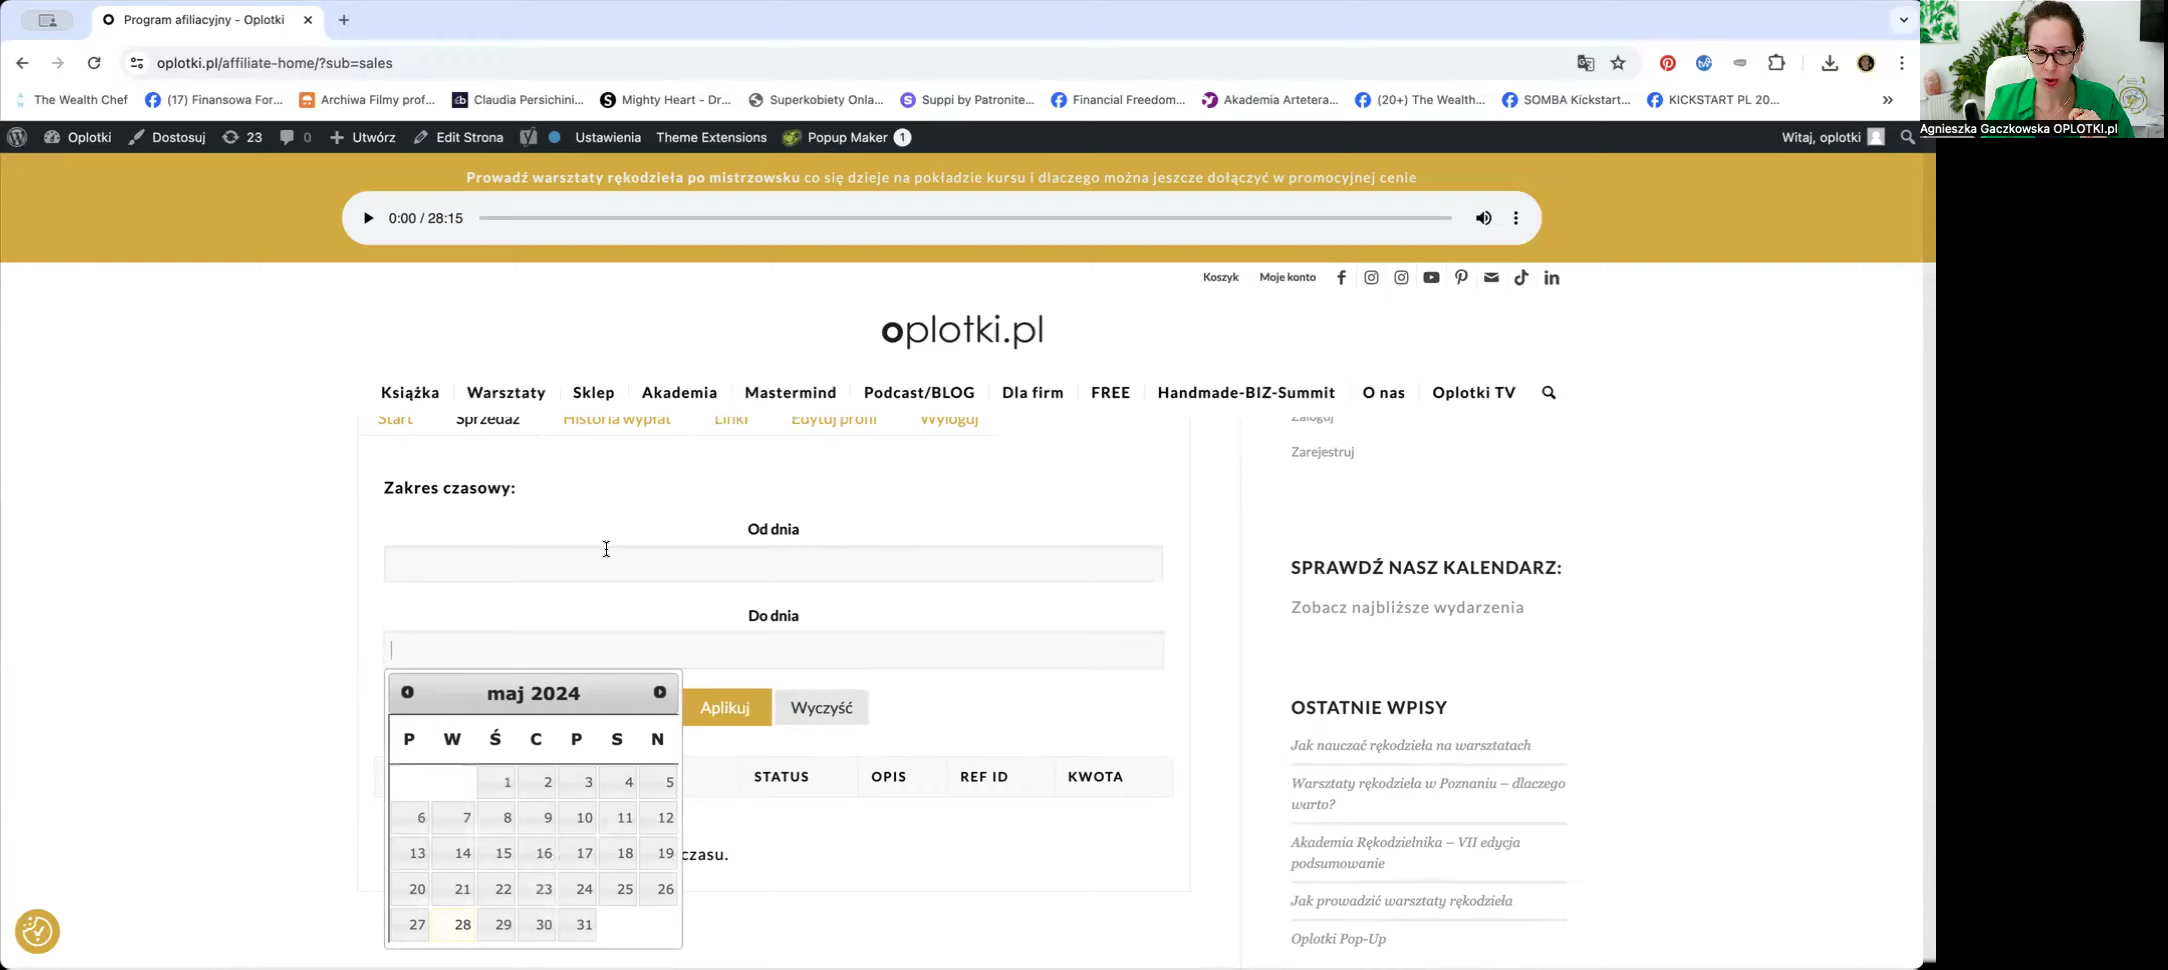 Program afiliacyjny - Oplotki
oplotki.pl/affiliate-home/?sub=sales
The Wealth Chef
(17) Finansowa For...
Archiwa Filmy prof...
Claudia Persichini...
Mighty Heart - Dr...
Superkobiety Onla...
Suppi by Patronite...
Financial Freedom...
Akademia Artetera...
(20+) The Wealth...
SOMBA Kickstart...
KICKSTART PL 20...
Agnieszka Gaczkowska OPLOTKI.pl
Oplotki
Dostosuj
23
0
Utwórz
Edit Strona
Ustawienia
Theme Extensions
Popup Maker 1
Witaj, oplotki
Prowadź warsztaty rękodzieła po mistrzowsku co się dzieje na pokładzie kursu i dlaczego można jeszcze dołączyć w promocyjnej cenie
0:00 / 28:15
Koszyk
Moje konto
oplotki.pl
Książka
Warsztaty
Sklep
Akademia
Mastermind
Podcast/BLOG
Dla firm
FREE
Handmade-BIZ-Summit
O nas
Oplotki TV
Start
Sprzedaż
Historia wypłat
Linki
Edytuj profil
Wyloguj
Zaloguj
Zarejestruj
Zakres czasowy:
Od dnia
Do dnia
maj 2024
P W Ś C P S N
1 2 3 4 5
6 7 8 9 10 11 12
13 14 15 16 17 18 19
20 21 22 23 24 25 26
27 28 29 30 31
Aplikuj
Wyczyść
STATUS
OPIS
REF ID
KWOTA
czasu.
SPRAWDŹ NASZ KALENDARZ:
Zobacz najbliższe wydarzenia
OSTATNIE WPISY
Jak nauczać rękodzieła na warsztatach
Warsztaty rękodzieła w Poznaniu – dlaczego
warto?
Akademia Rękodzielnika – VII edycja
podsumowanie
Jak prowadzić warsztaty rękodzieła
Oplotki Pop-Up